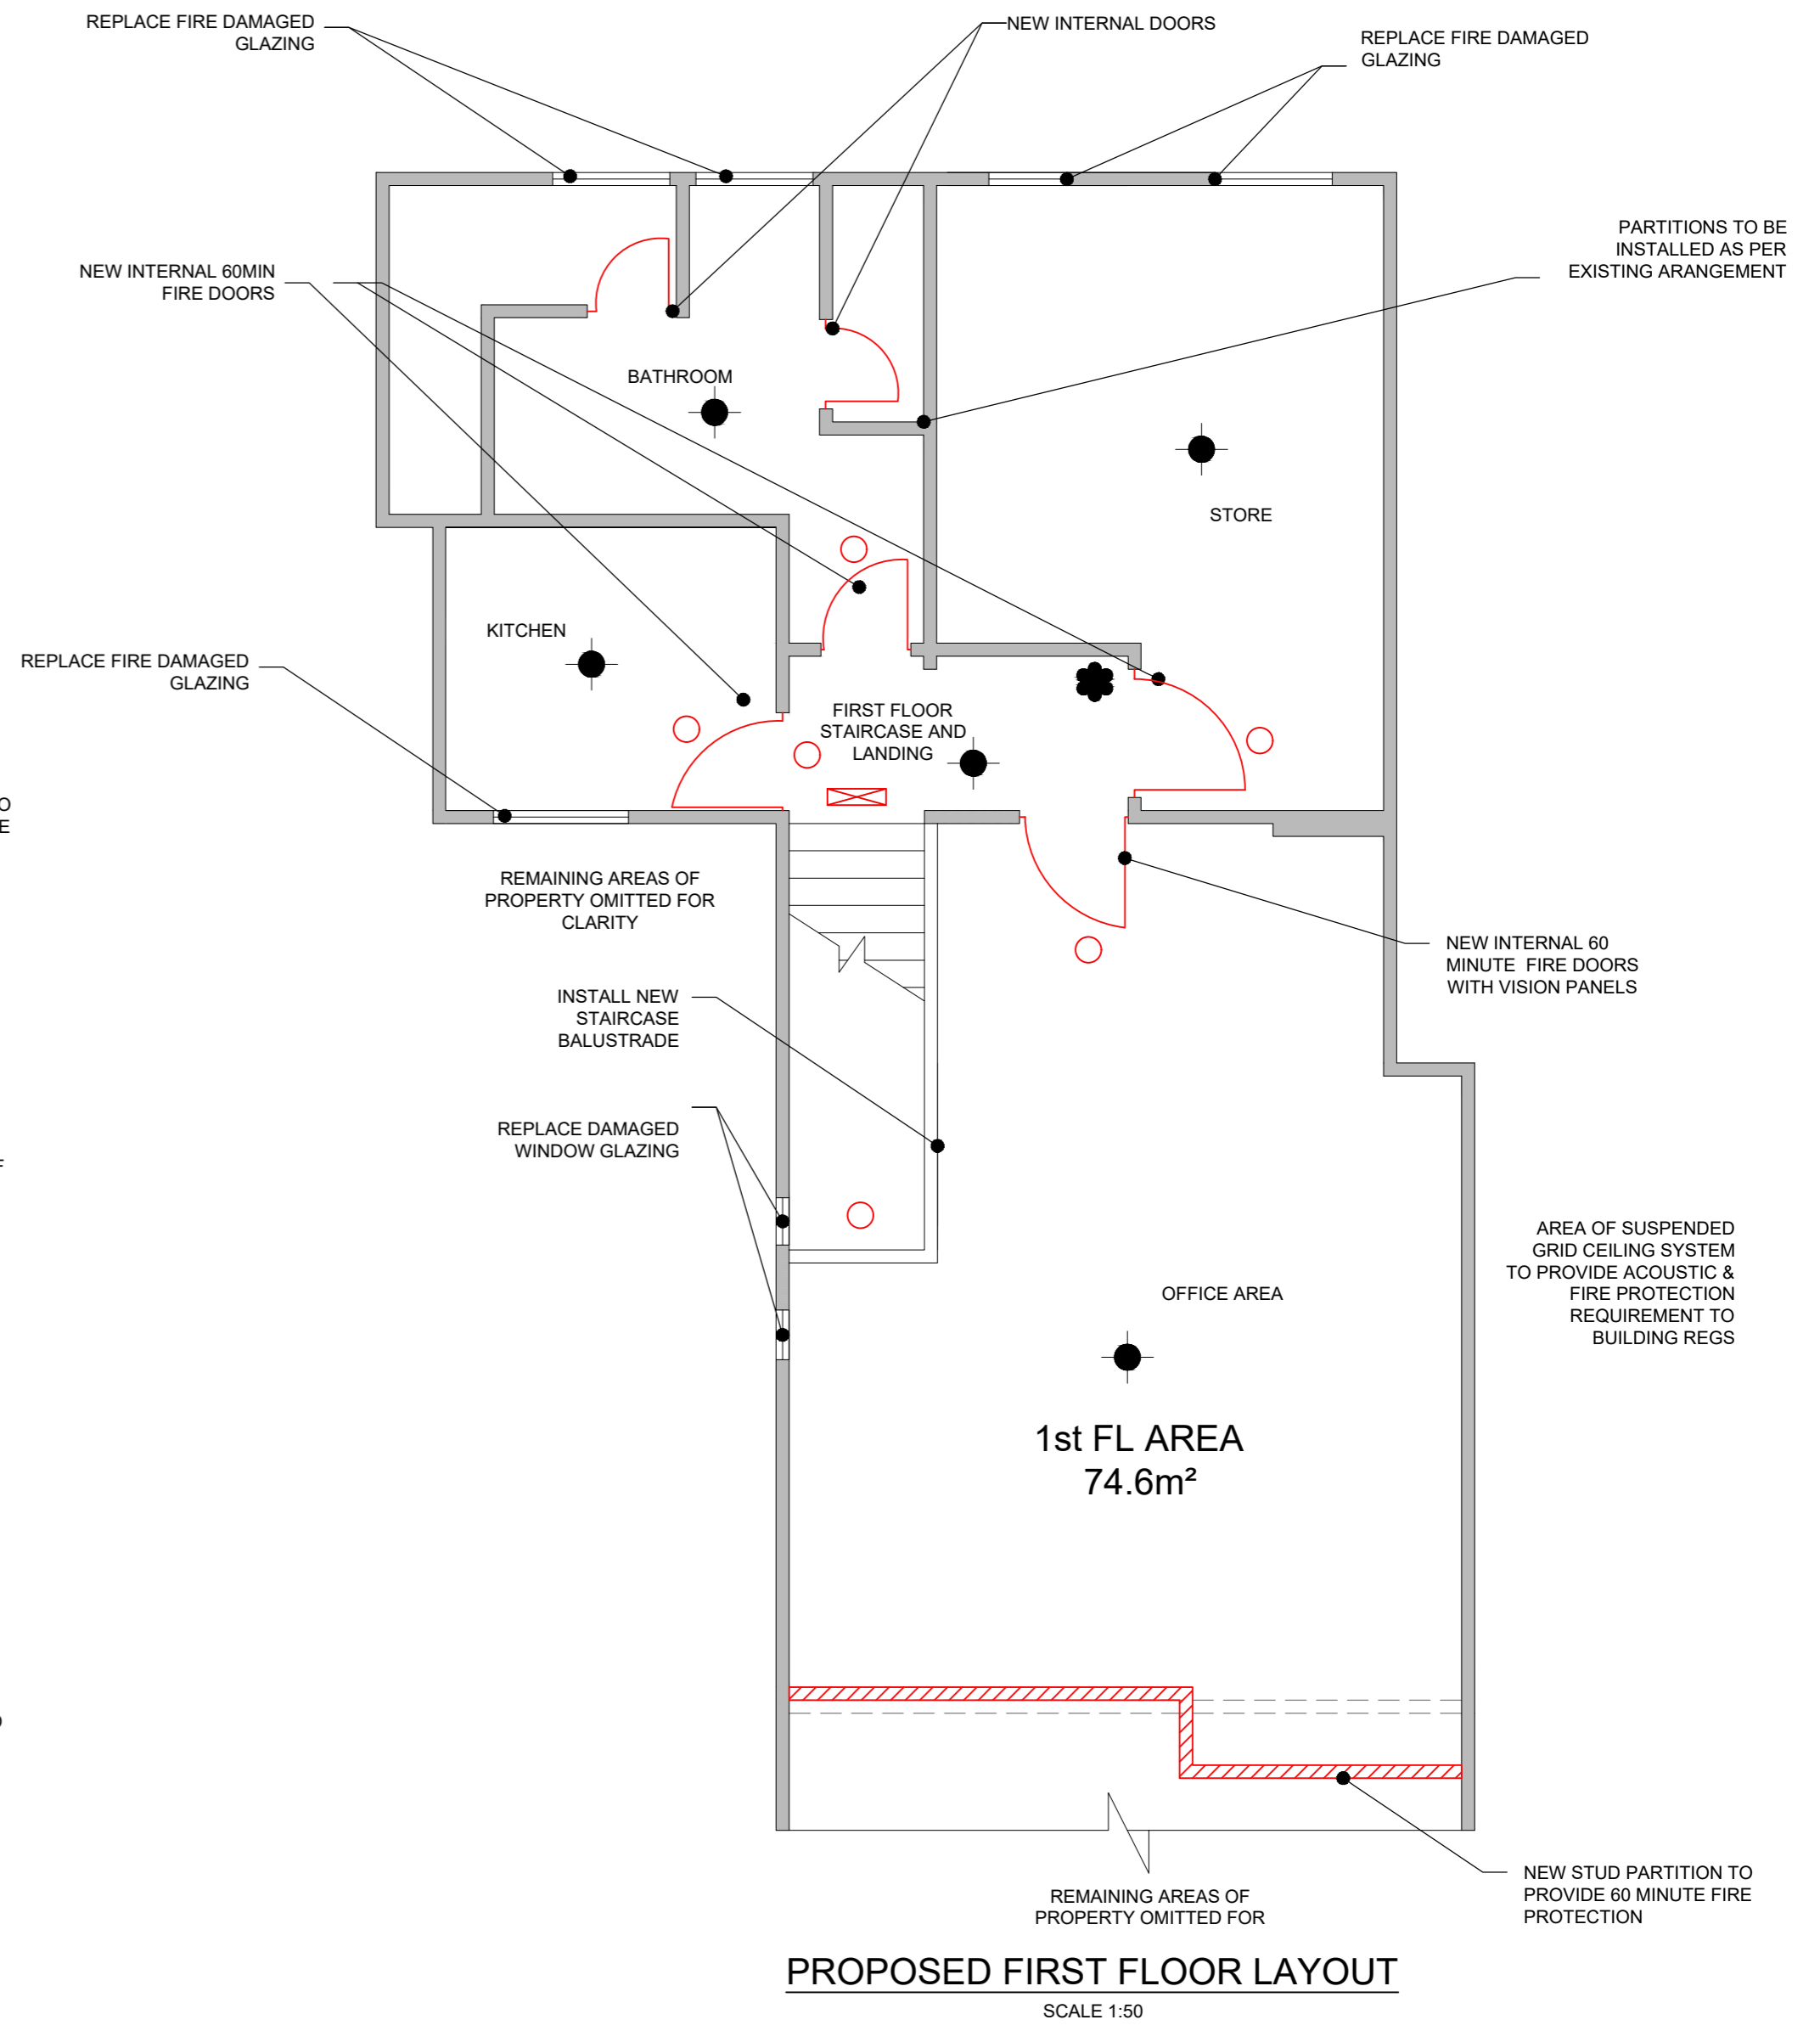 REPLACE FIRE DAMAGED
GLAZING
NEW INTERNAL DOORS
REPLACE FIRE DAMAGED
GLAZING
PARTITIONS TO BE
INSTALLED AS PER
EXISTING ARANGEMENT
NEW INTERNAL 60MIN
FIRE DOORS
BATHROOM
STORE
KITCHEN
REPLACE FIRE DAMAGED
GLAZING
FIRST FLOOR
STAIRCASE AND
LANDING
REMAINING AREAS OF
PROPERTY OMITTED FOR
CLARITY
NEW INTERNAL 60
MINUTE FIRE DOORS
WITH VISION PANELS
INSTALL NEW
STAIRCASE
BALUSTRADE
REPLACE DAMAGED
WINDOW GLAZING
AREA OF SUSPENDED
GRID CEILING SYSTEM
TO PROVIDE ACOUSTIC &
FIRE PROTECTION
REQUIREMENT TO
BUILDING REGS
OFFICE AREA
1st FL AREA
74.6m²
NEW STUD PARTITION TO
PROVIDE 60 MINUTE FIRE
PROTECTION
REMAINING AREAS OF
PROPERTY OMITTED FOR
PROPOSED FIRST FLOOR LAYOUT
SCALE 1:50